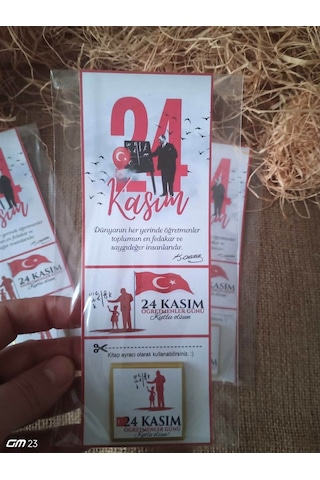 24
Kasım
Dünyanın her yerinde öğretmenler
toplumun en fedakar ve
saygıdeğer insanlarıdır.
K. Atatürk
24 KASIM
ÖĞRETMENLER GÜNÜ
Kutlu olsun
Kitap ayracı olarak kullanabilirsiniz. :)
24 KASIM
ÖĞRETMENLER GÜNÜ
Kutlu olsun
GM 23